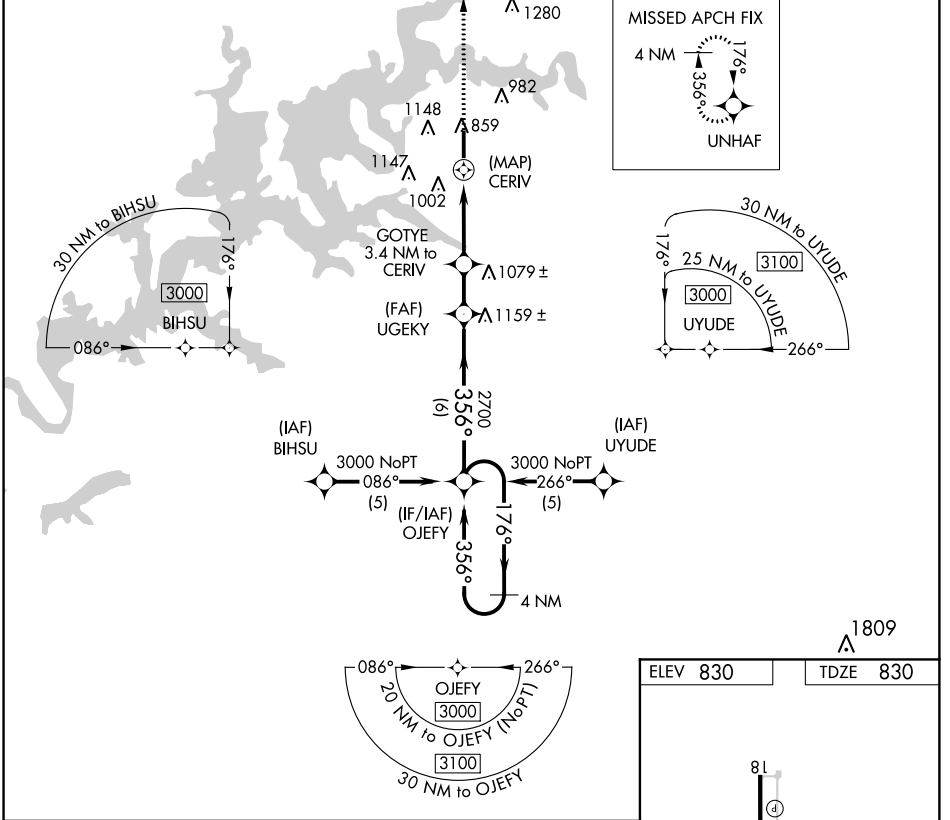 1280
MISSED APCH FIX
4 NM
176°
356°
UNHAF
982
1148
859
1147
1002
(MAP)
CERIV
GOTYE
3.4 NM to
CERIV
1079 ±
(FAF)
UGEKY
1159 ±
30 NM to BIHSU
176°
3000
BIHSU
086°
30 NM to UYUDE
3100
176°
25 NM to UYUDE
3000
UYUDE
266°
2700
356°
(6)
(IAF)
BIHSU
3000 NoPT
086°
(5)
(IAF)
UYUDE
3000 NoPT
266°
(5)
(IF/IAF)
OJEFY
176°
356°
4 NM
1809
086°
266°
OJEFY
3000
20 NM to OJEFY (NoPT)
3100
30 NM to OJEFY
ELEV 830
TDZE 830
18
P